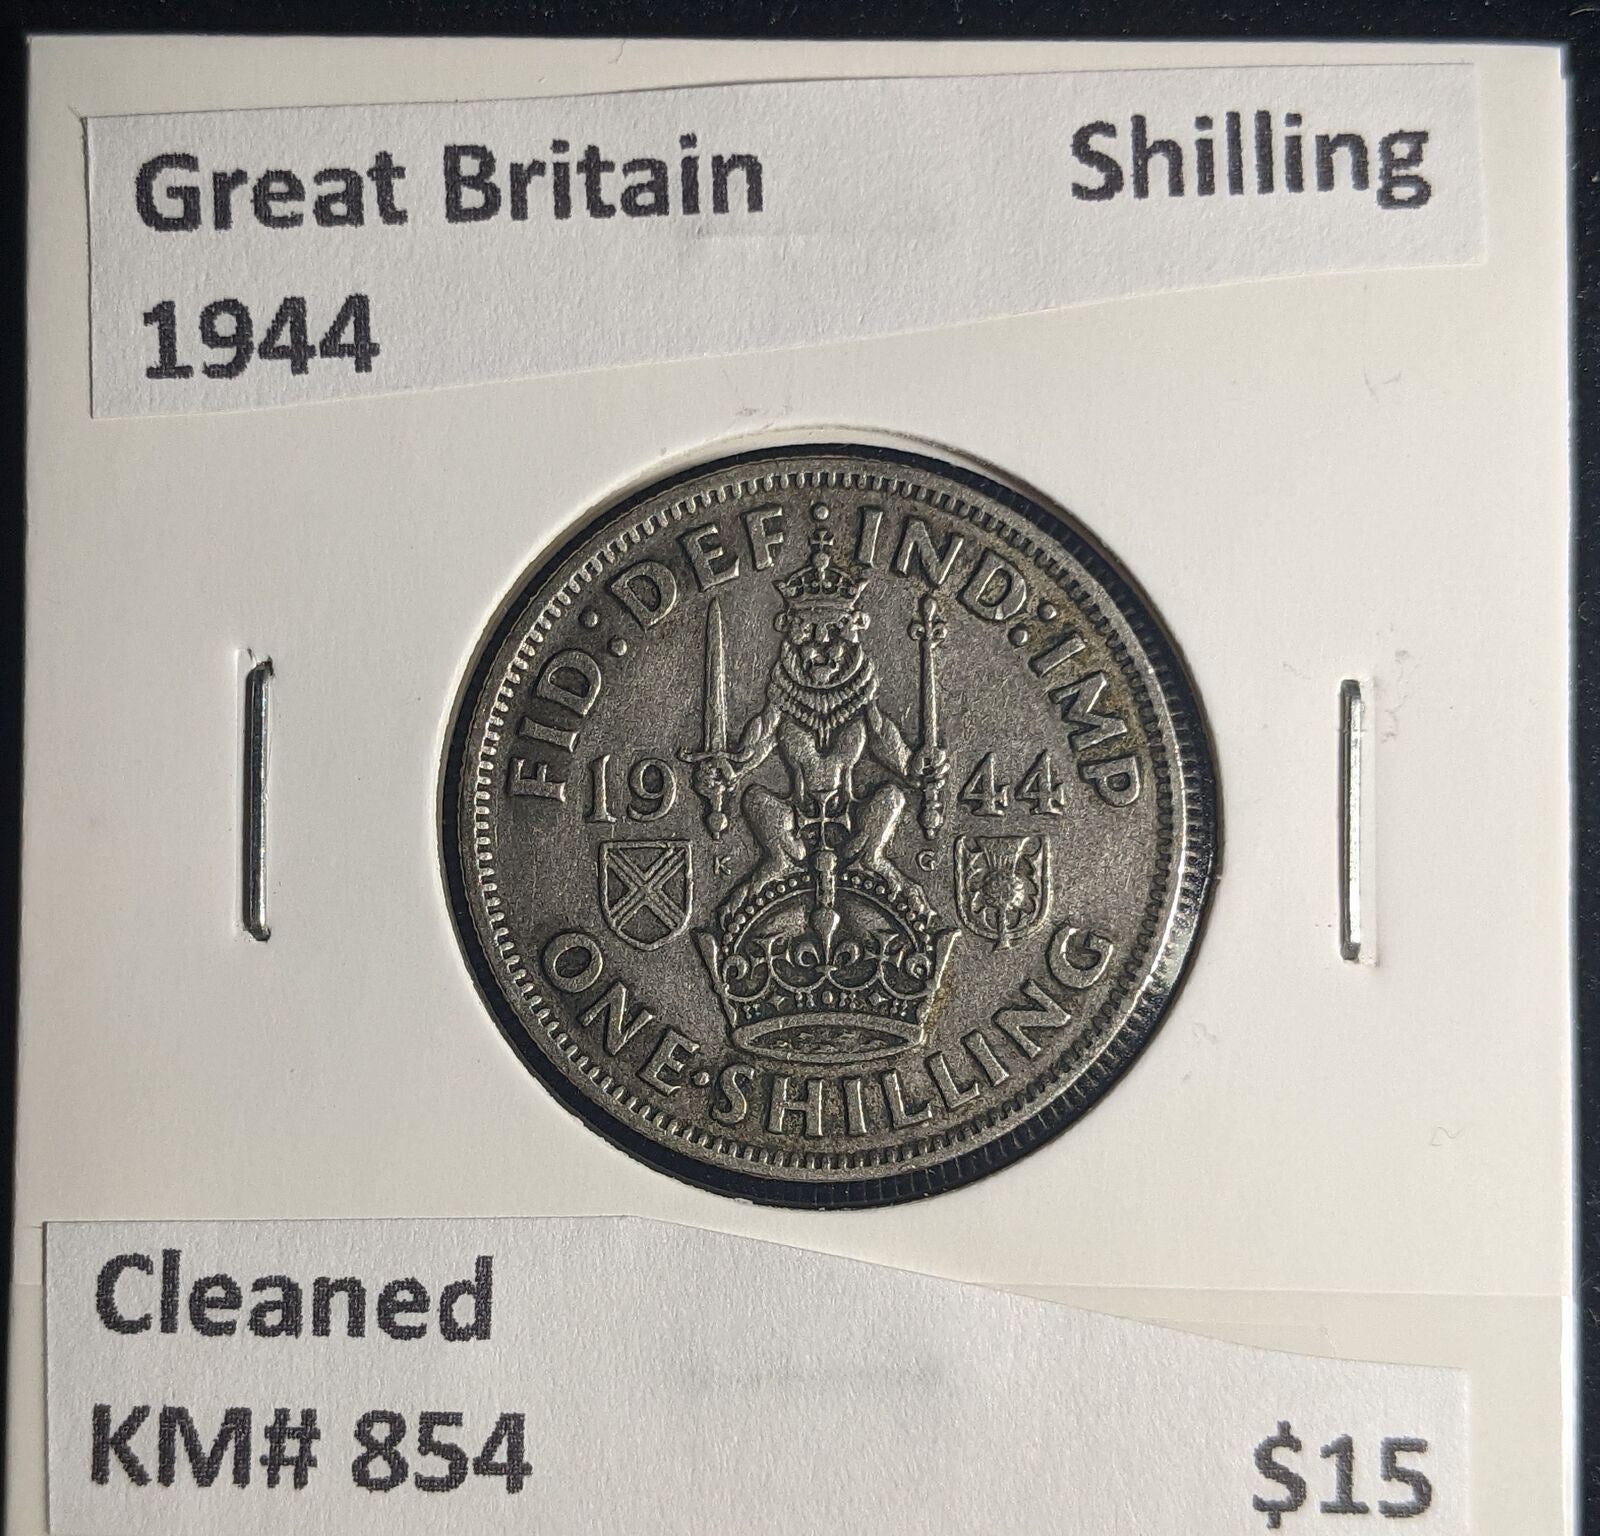 Great Britain Shilling
1944
FID:DEF:IND:IMP
19 44
K G
ONE·SHILLING
Cleaned
KM# 854 $15